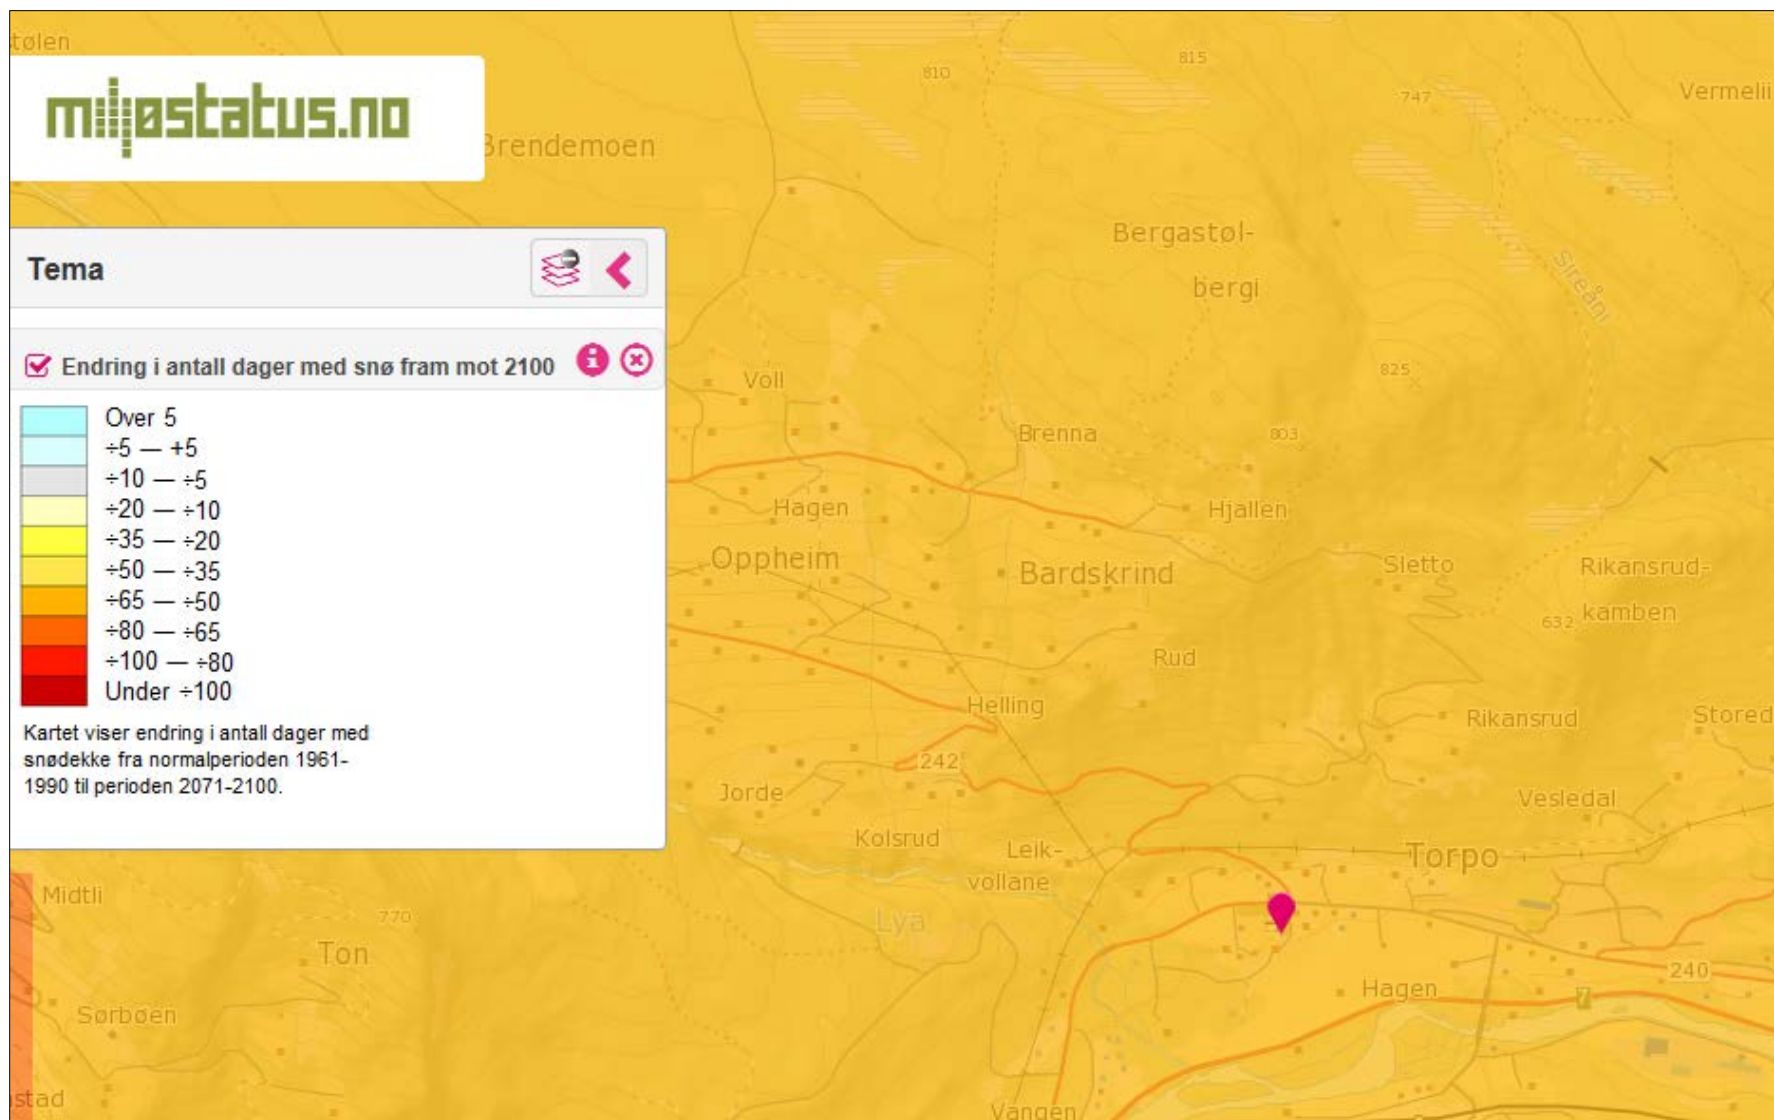 tølen
miljøstatus.no
Brendemoen
810
815
747
Vermelii
Bergastøl-
bergi
Sireåni
Tema
Endring i antall dager med snø fram mot 2100
Over 5
÷5 — +5
÷10 — ÷5
÷20 — ÷10
÷35 — ÷20
÷50 — ÷35
÷65 — ÷50
÷80 — ÷65
÷100 — ÷80
Under ÷100
Kartet viser endring i antall dager med
snødekke fra normalperioden 1961-
1990 til perioden 2071-2100.
Voll
825
Brenna
803
Hagen
Hjallen
Oppheim
Bardskrind
Sletto
Rikansrud-
kamben
632
Rud
Helling
Rikansrud
Stored
242
Jorde
Vesledal
Kolsrud
Leik-
vollane
Torpo
Midtli
770
Lya
Ton
240
Hagen
7
Sørbøen
stad
Vangen